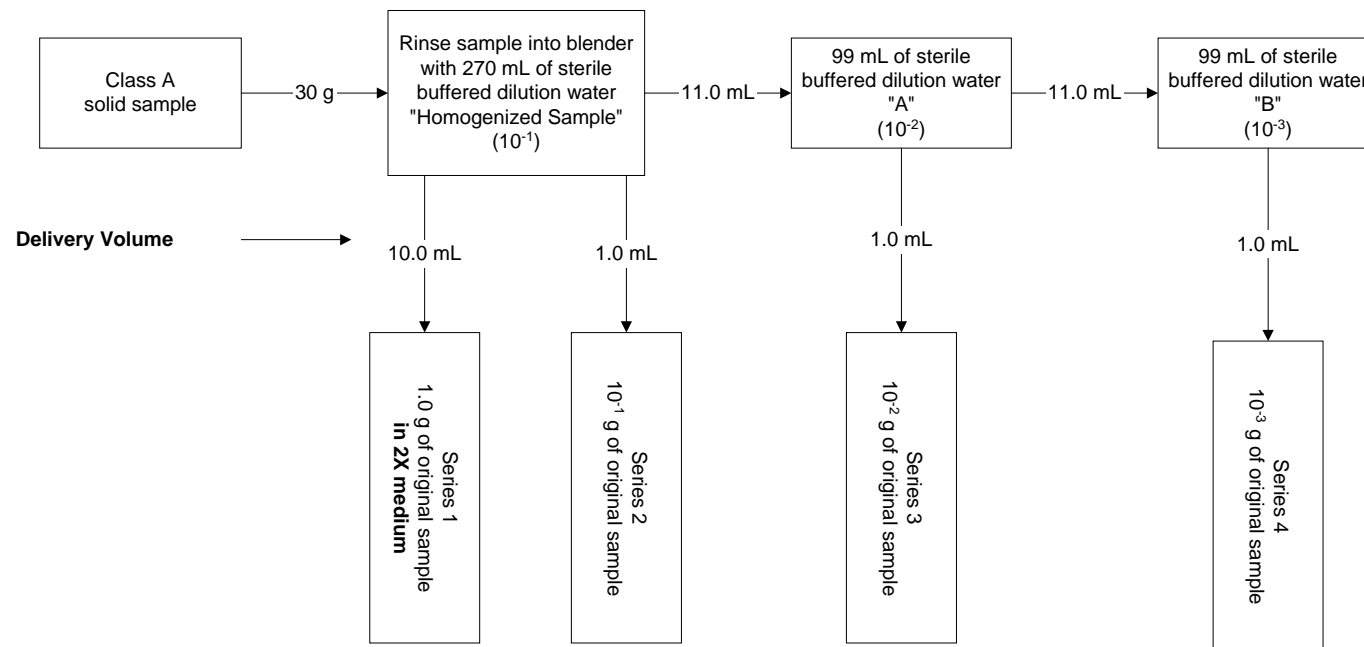 Class A
solid sample
30 g
Rinse sample into blender
with 270 mL of sterile
buffered dilution water
"Homogenized Sample"
(10⁻¹)
11.0 mL
99 mL of sterile
buffered dilution water
"A"
(10⁻²)
11.0 mL
99 mL of sterile
buffered dilution water
"B"
(10⁻³)
Delivery Volume
10.0 mL
1.0 mL
1.0 mL
1.0 mL
Series 1
1.0 g of original sample
in 2X medium
Series 2
10⁻¹ g of original sample
Series 3
10⁻² g of original sample
Series 4
10⁻³ g of original sample